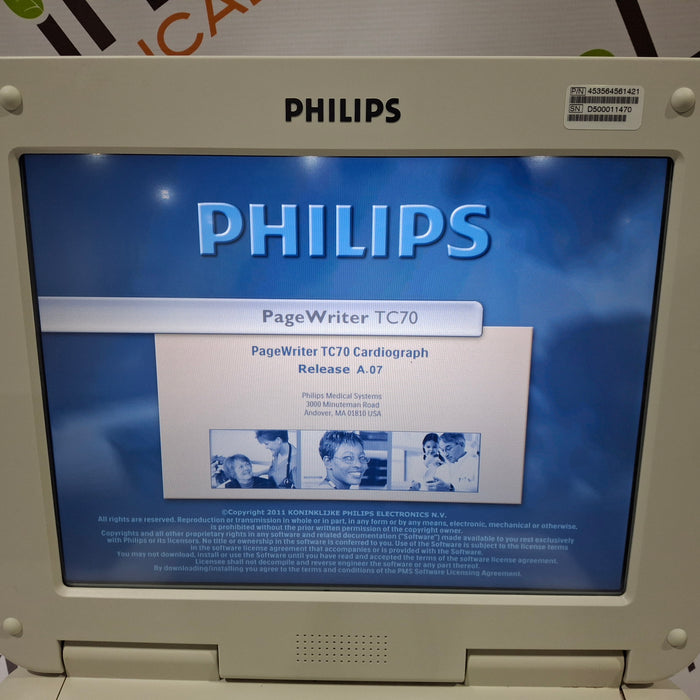 ICA
PHILIPS
P/N 453564561421
SN D500011470
PHILIPS
PageWriter TC70
PageWriter TC70 Cardiograph
Release A.07
Philips Medical Systems
3000 Minuteman Road
Andover, MA 01810 USA
©Copyright 2011 KONINKLIJKE PHILIPS ELECTRONICS N.V.
All rights are reserved. Reproduction or transmission in whole or in part, in any form or by any means, electronic, mechanical or otherwise,
is prohibited without the prior written permission of the copyright owner.
Copyrights and all other proprietary rights in any software and related documentation ("Software") made available to you rest exclusively
with Philips or its licensors. No title or ownership in the software is conferred to you. Use of the Software is subject to the license terms
in the software license agreement that accompanies or is provided with the Software.
You may not download, install or use the Software until you have read and accepted the terms of the software license agreement.
Licensee shall not decompile and reverse engineer the software or any part thereof.
By downloading/installing you agree to the terms and conditions of the PMS Software Licensing Agreement.